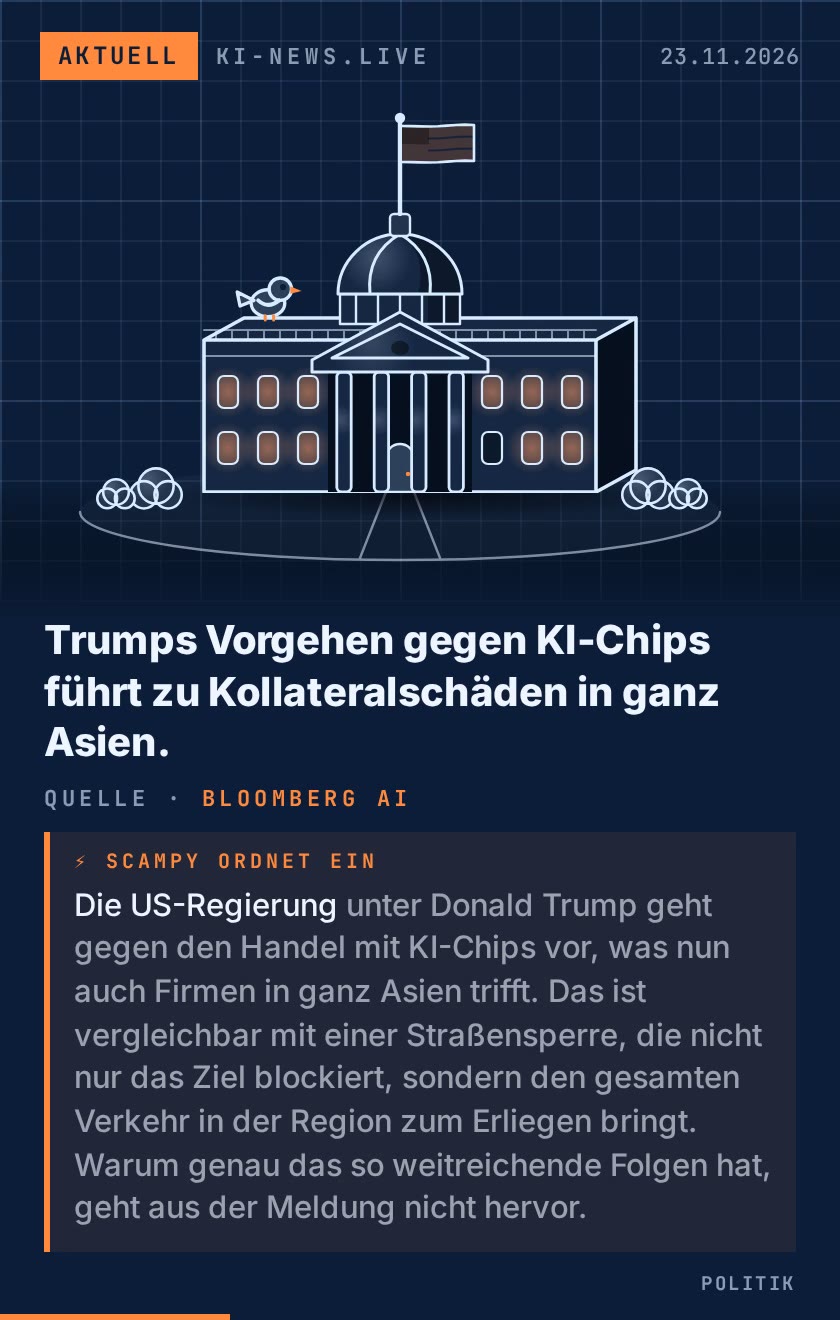 AKTUELL KI-NEWS.LIVE 23.11.2026
Trumps Vorgehen gegen KI-Chips
führt zu Kollateralschäden in ganz
Asien.
QUELLE · BLOOMBERG AI
⚡ SCAMPY ORDNET EIN
Die US-Regierung unter Donald Trump geht
gegen den Handel mit KI-Chips vor, was nun
auch Firmen in ganz Asien trifft. Das ist
vergleichbar mit einer Straßensperre, die nicht
nur das Ziel blockiert, sondern den gesamten
Verkehr in der Region zum Erliegen bringt.
Warum genau das so weitreichende Folgen hat,
geht aus der Meldung nicht hervor.
POLITIK